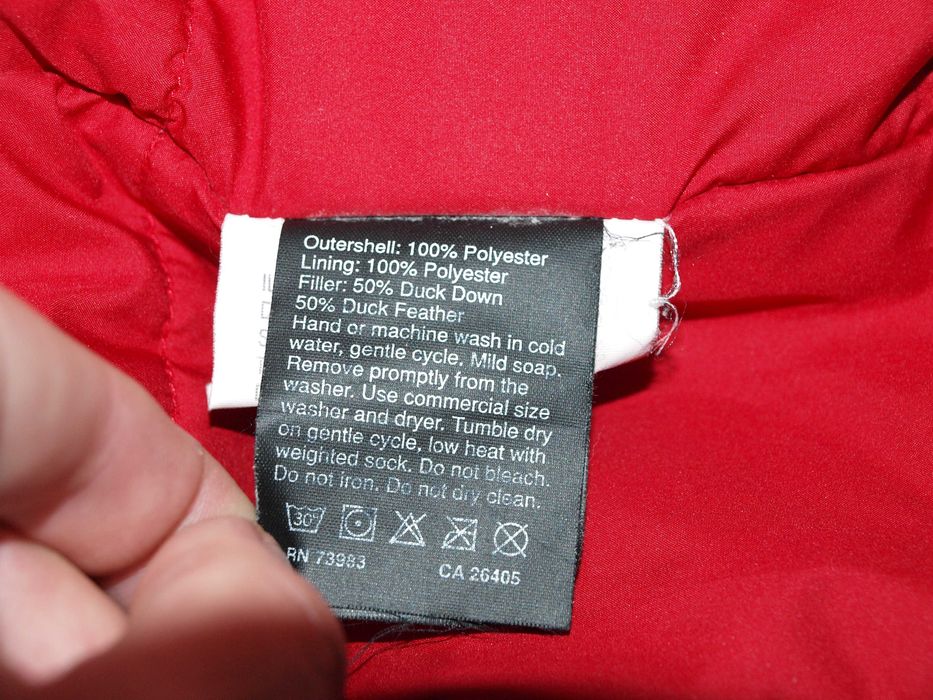 Outershell: 100% Polyester
Lining: 100% Polyester
Filler: 50% Duck Down
50% Duck Feather
Hand or machine wash in cold
water, gentle cycle. Mild soap.
Remove promptly from the
washer. Use commercial size
washer and dryer. Tumble dry
on gentle cycle, low heat with
weighted sock. Do not bleach.
Do not iron. Do not dry clean.
30°
RN 73983
CA 26405